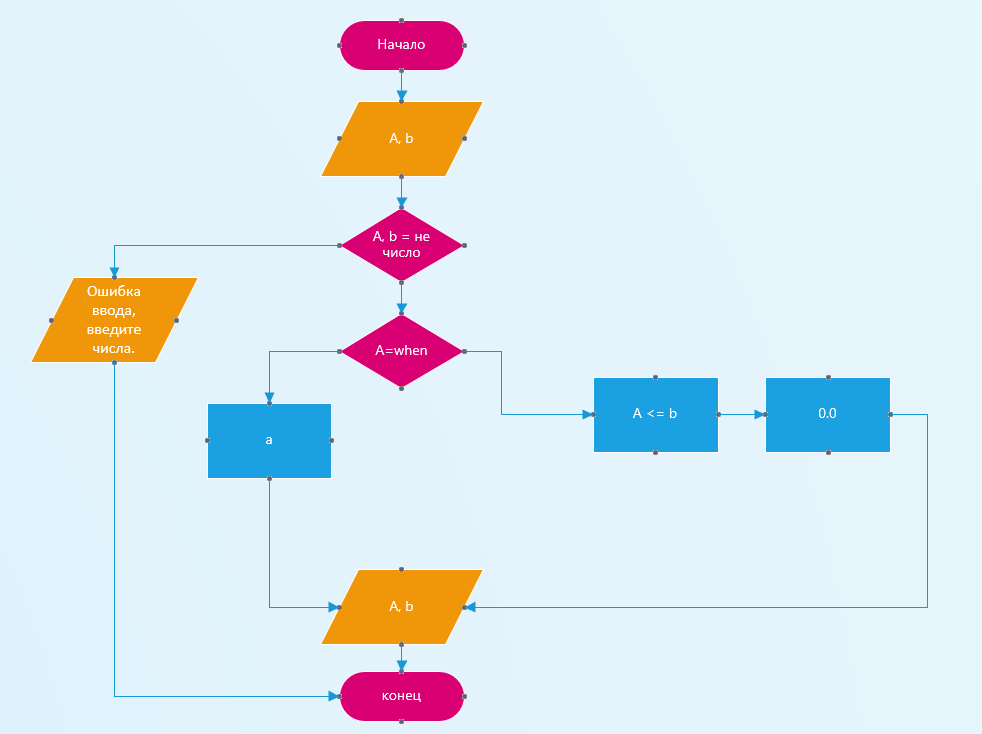 Начало
A, b
A, b = не
число
Ошибка
ввода,
введите
числа.
A=when
a
A <= b
0.0
A, b
конец